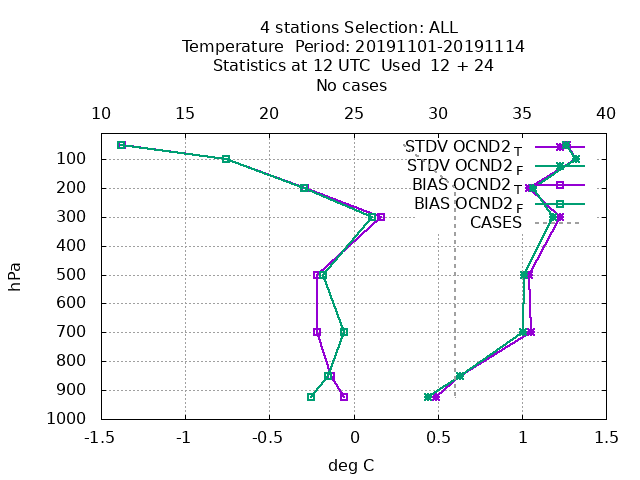 4 stations Selection: ALL
Temperature  Period: 20191101-20191114
Statistics at 12 UTC  Used  12 + 24
No cases
10 15 20 25 30 35 40
STDV OCND2 T
STDV OCND2 F
BIAS OCND2 T
BIAS OCND2 F
CASES
100
200
300
400
500
600
700
800
900
1000
hPa
-1.5 -1 -0.5 0 0.5 1 1.5
deg C